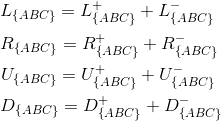 L_{\{ABC\}} = L^{+}_{\{ABC\}} + L^{-}_{\{ABC\}}
R_{\{ABC\}} = R^{+}_{\{ABC\}} + R^{-}_{\{ABC\}}
U_{\{ABC\}} = U^{+}_{\{ABC\}} + U^{-}_{\{ABC\}}
D_{\{ABC\}} = D^{+}_{\{ABC\}} + D^{-}_{\{ABC\}}